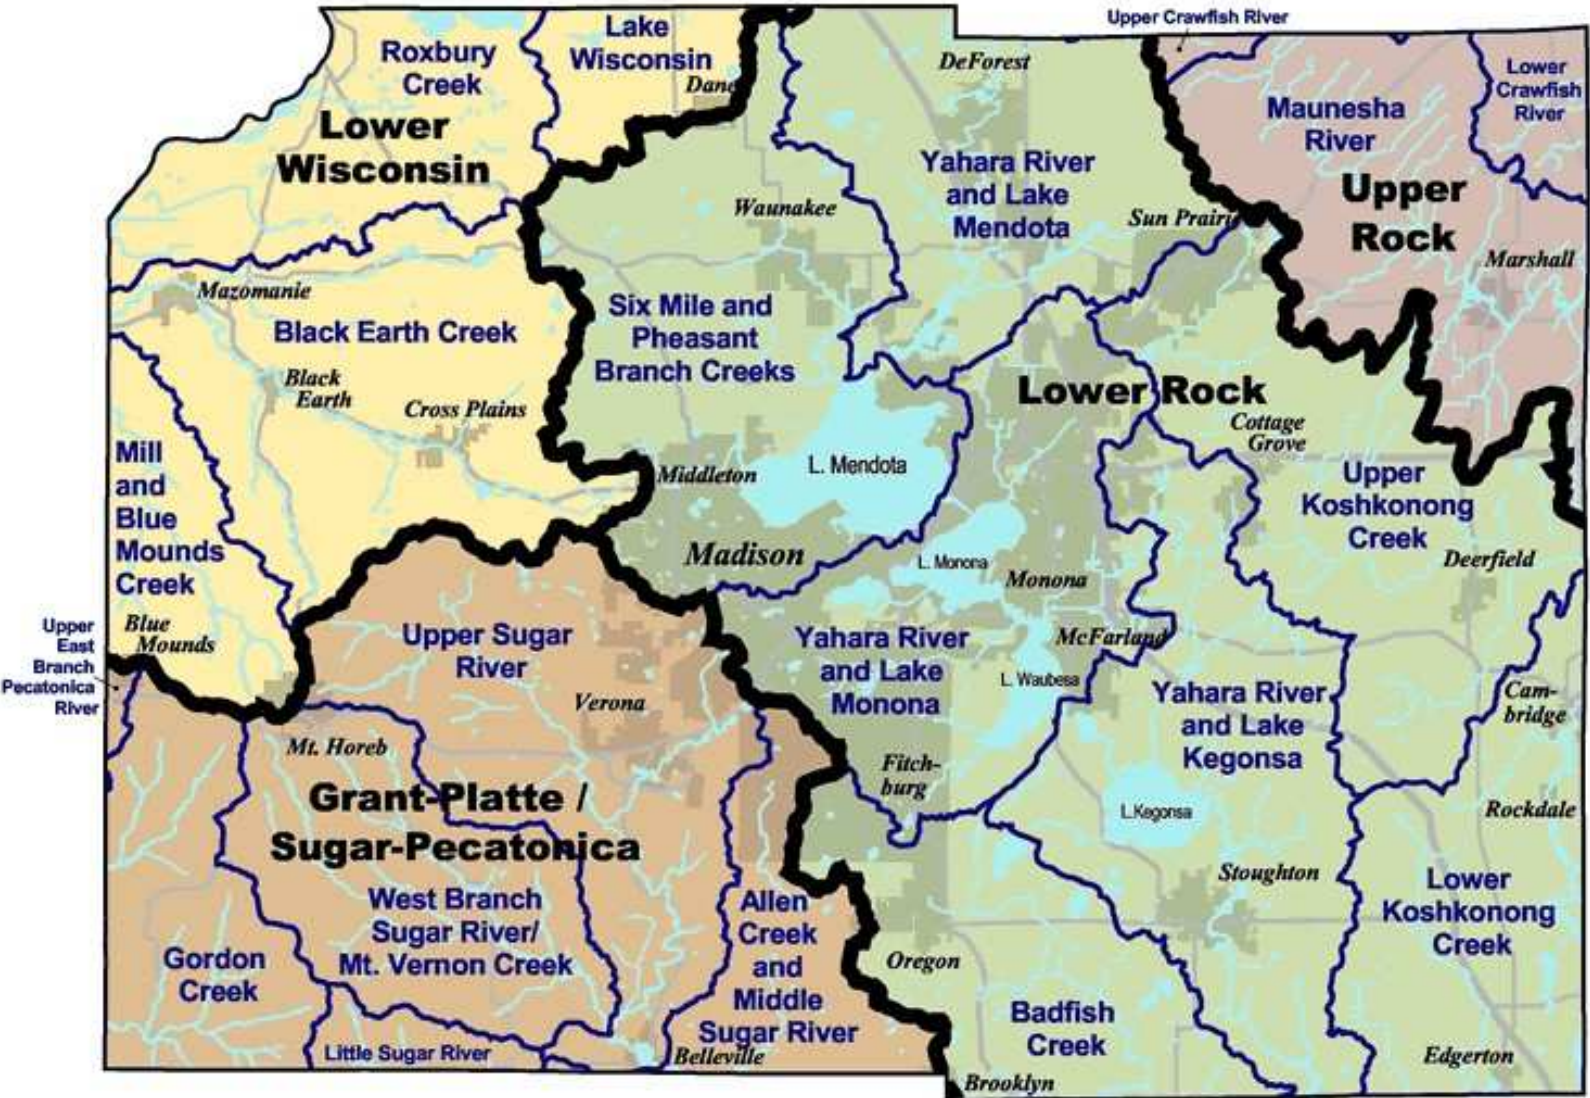 Upper Crawfish River
Roxbury
Creek
Lake
Wisconsin
Dane
DeForest
Lower
Crawfish
River
Maunesha
River
Lower
Wisconsin
Yahara River
and Lake
Mendota
Upper
Rock
Waunakee
Sun Prairie
Marshall
Mazomanie
Black Earth Creek
Six Mile and
Pheasant
Branch Creeks
Black
Earth
Cross Plains
Lower Rock
Cottage
Grove
Mill
and
Blue
Mounds
Creek
Middleton
L. Mendota
Upper
Koshkonong
Creek
Madison
L. Monona
Monona
Deerfield
Blue
Mounds
Upper
East
Branch
Pecatonica
River
Upper Sugar
River
Yahara River
and Lake
Monona
McFarland
L. Waubesa
Verona
Yahara River
and Lake
Kegonsa
Cam-
bridge
Mt. Horeb
Fitch-
burg
Grant-Platte /
Sugar-Pecatonica
L.Kegonsa
Rockdale
Stoughton
West Branch
Sugar River/
Mt. Vernon Creek
Allen
Creek
and
Middle
Sugar River
Lower
Koshkonong
Creek
Gordon
Creek
Oregon
Badfish
Creek
Little Sugar River
Belleville
Edgerton
Brooklyn